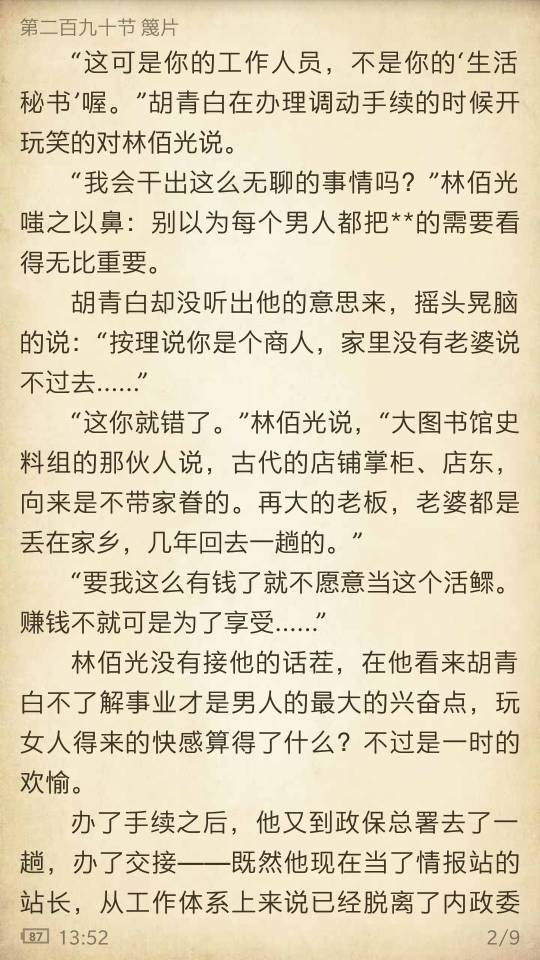 第二百九十节 篾片
“这可是你的工作人员，不是你的‘生活
秘书’喔。”胡青白在办理调动手续的时候开
玩笑的对林佰光说。
“我会干出这么无聊的事情吗？”林佰光
嗤之以鼻：别以为每个男人都把**的需要看
得无比重要。
胡青白却没听出他的意思来，摇头晃脑
的说：“按理说你是个商人，家里没有老婆说
不过去……”
“这你就错了。”林佰光说，“大图书馆史
料组的那伙人说，古代的店铺掌柜、店东，
向来是不带家眷的。再大的老板，老婆都是
丢在家乡，几年回去一趟的。”
“要我这么有钱了就不愿意当这个活鳏。
赚钱不就可是为了享受……”
林佰光没有接他的话茬，在他看来胡青
白不了解事业才是男人的最大的兴奋点，玩
女人得来的快感算得了什么？不过是一时的
欢愉。
办了手续之后，他又到政保总署去了一
趟，办了交接——既然他现在当了情报站的
站长，从工作体系上来说已经脱离了内政委
87 13:52 2/9